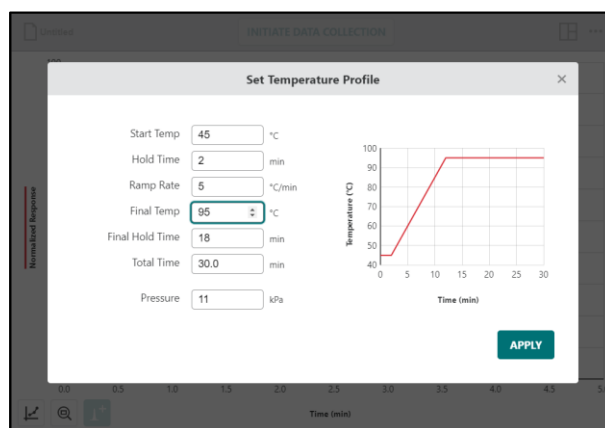 Untitled
INITIATE DATA COLLECTION
100
Set Temperature Profile
Start Temp 45 °C
Hold Time 2 min
Ramp Rate 5 °C/min
Final Temp 95 °C
Final Hold Time 18 min
Total Time 30.0 min
Pressure 11 kPa
Temperature (°C)
100
90
80
70
60
50
40
0 5 10 15 20 25 30
Time (min)
APPLY
Normalized Response
0.0 0.5 1.0 1.5 2.0 2.5 3.0 3.5 4.0 4.5 5.
Time (min)